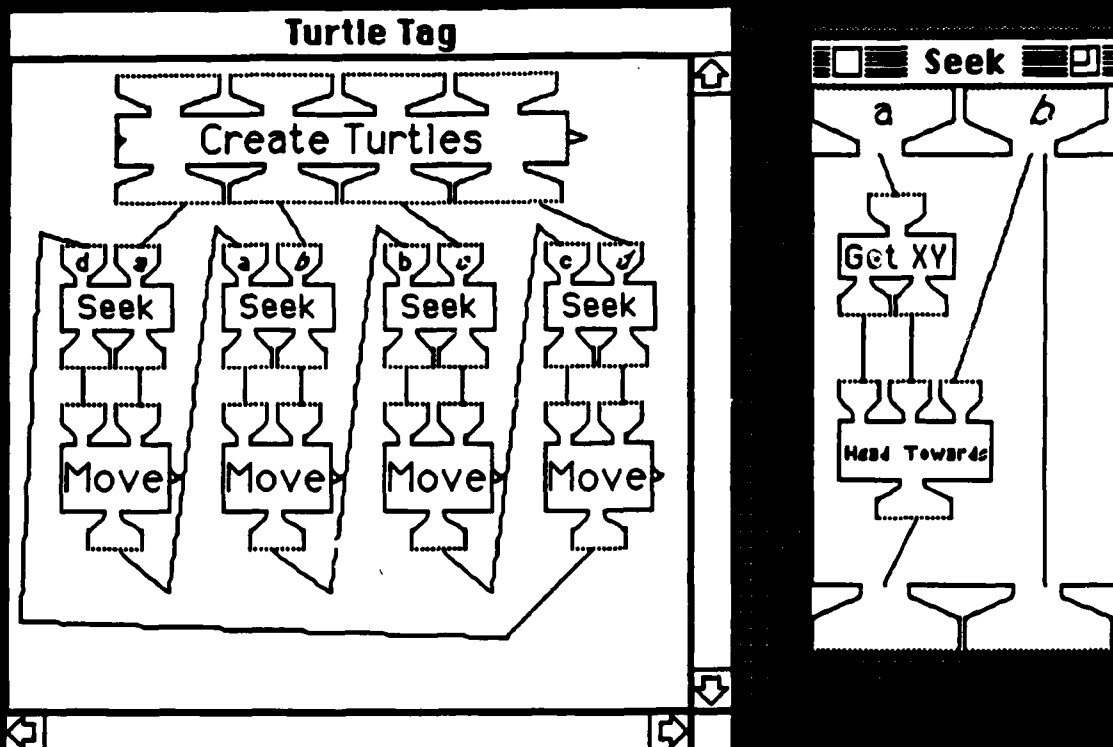 Turtle Tag
Create Turtles
d a a b b c c d
Seek Seek Seek Seek
Move Move Move Move
Seek
a b
Get XY
Head Towards